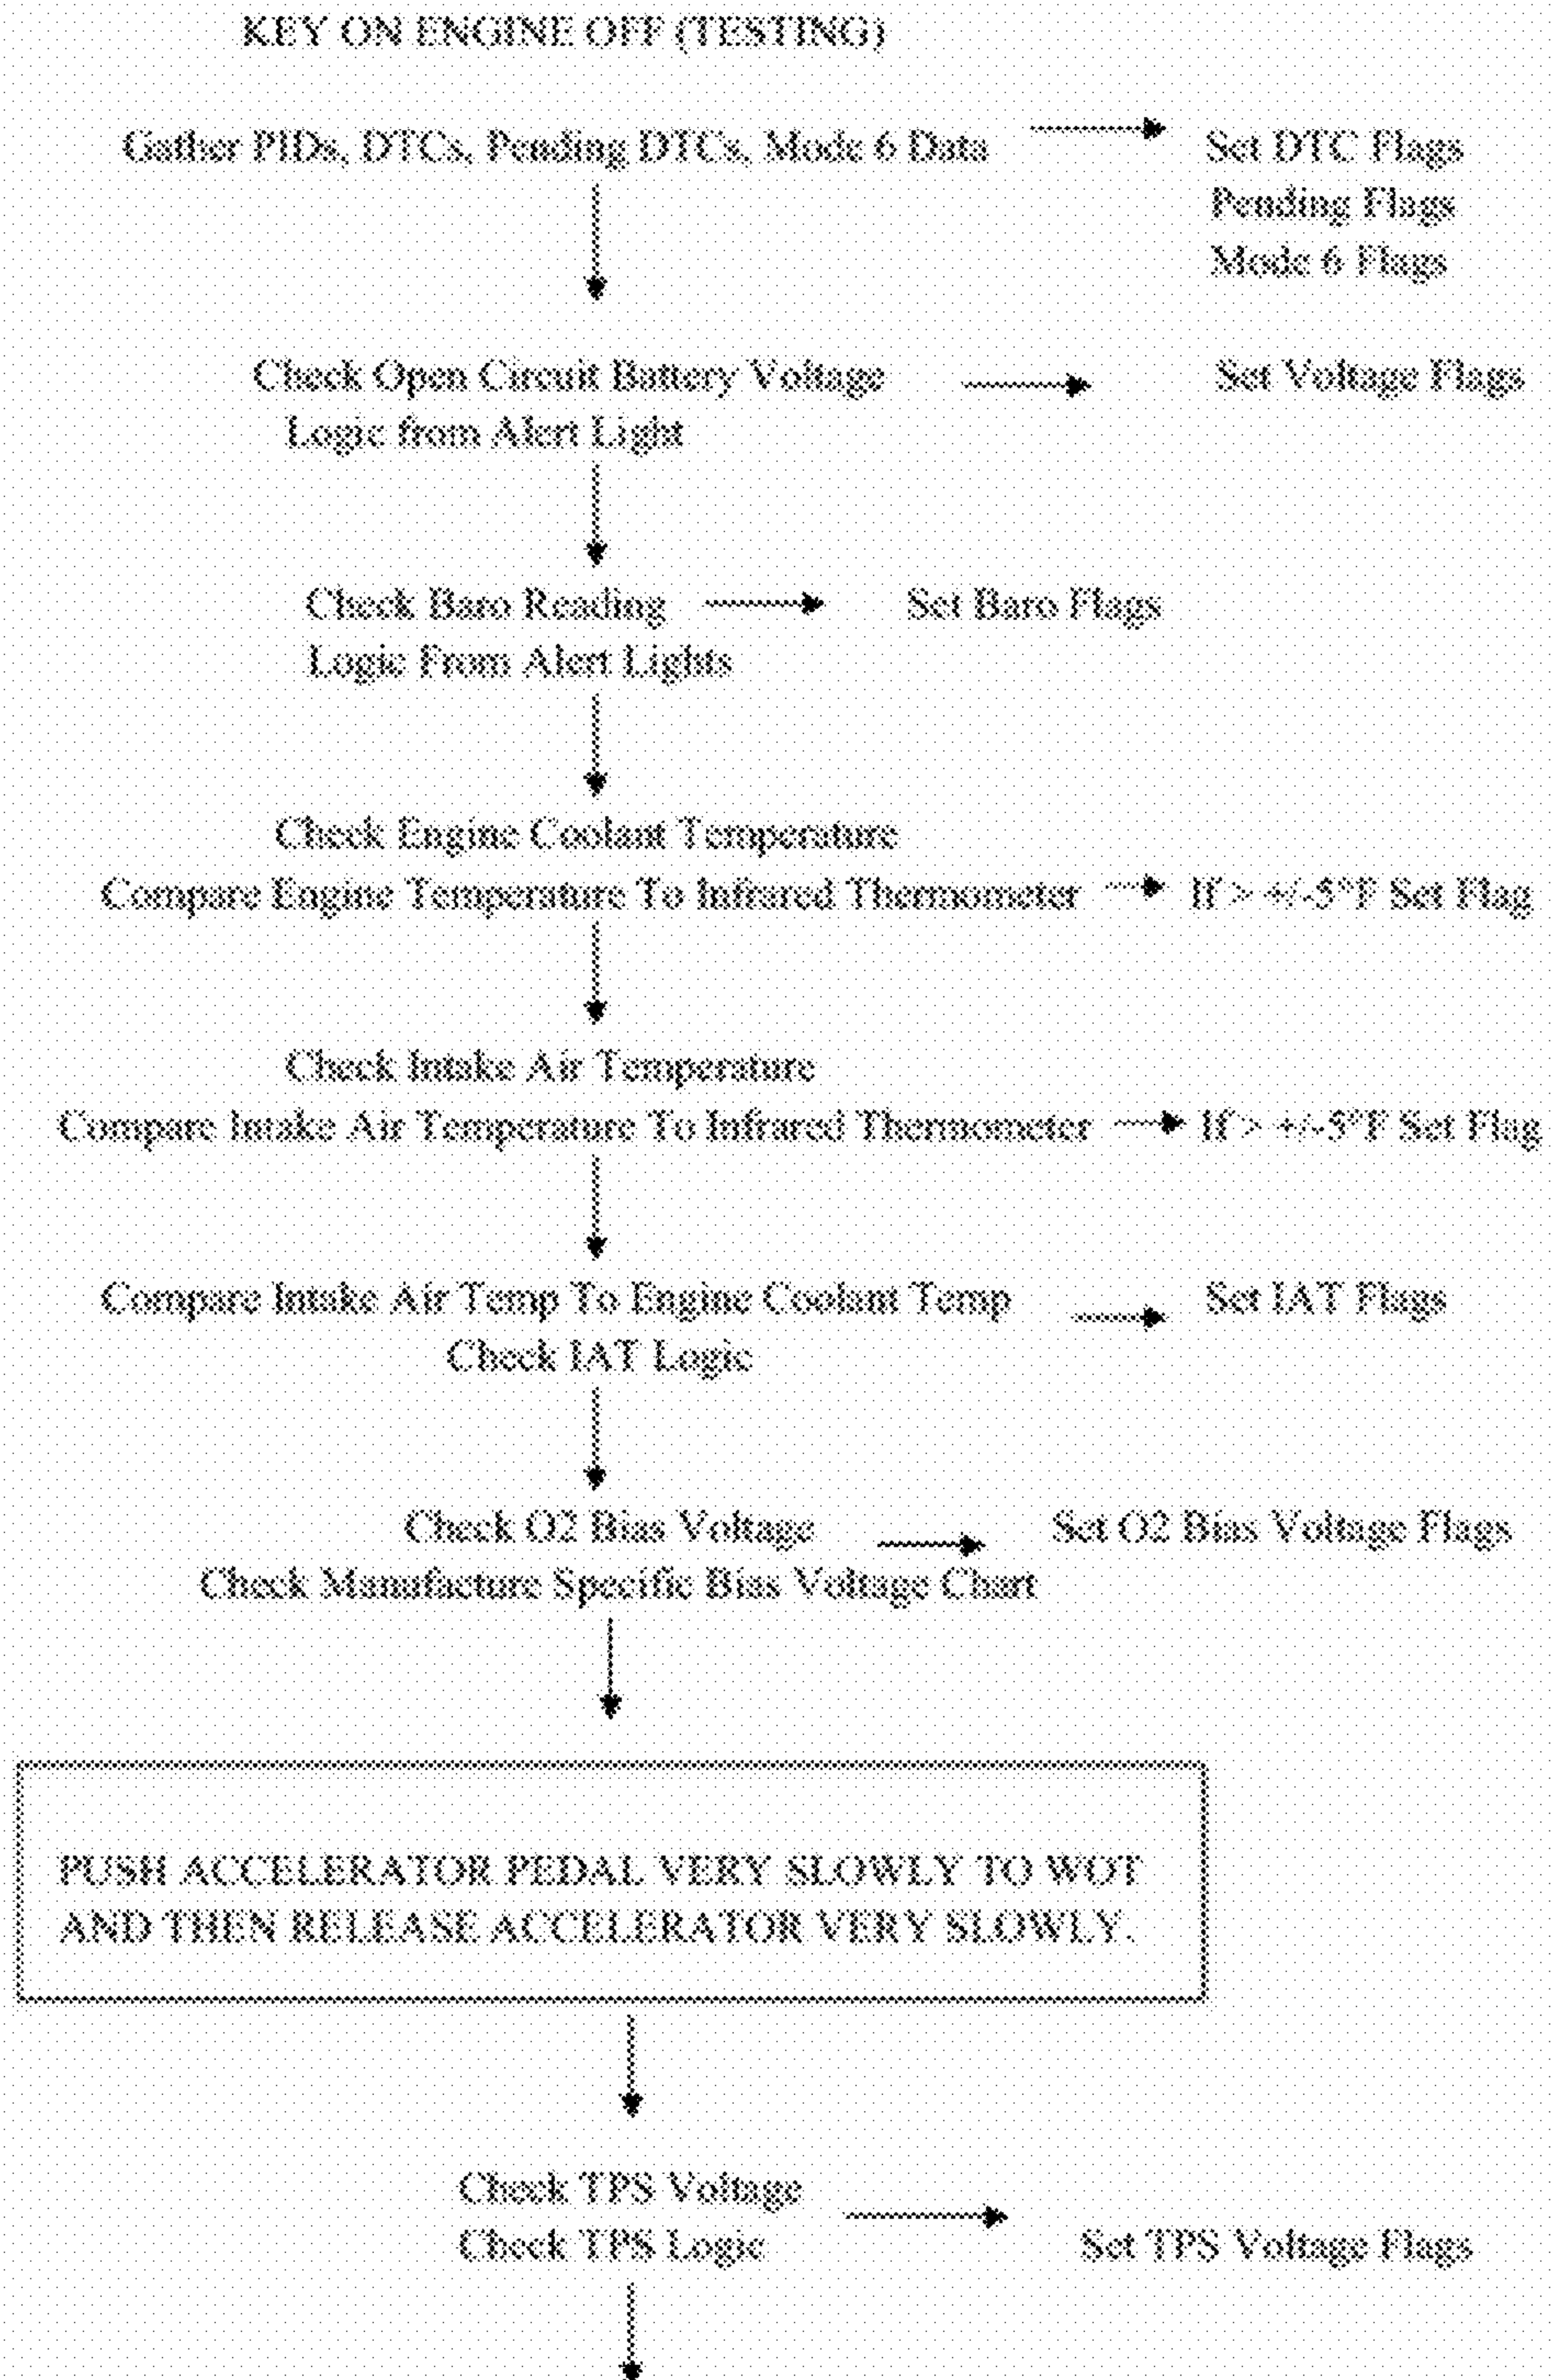 KEY ON ENGINE OFF (TESTING)
Gather PIDs, DTCs, Pending DTCs, Mode 6 Data
Set DTC Flags
Pending Flags
Mode 6 Flags
Check Open Circuit Battery Voltage
Set Voltage Flags
Logic from Alert Light
Check Baro Reading
Set Baro Flags
Logic From Alert Lights
Check Engine Coolant Temperature
Compare Engine Temperature To Infrared Thermometer
If > +/-5°F Set Flag
Check Intake Air Temperature
Compare Intake Air Temperature To Infrared Thermometer
If > +/-5°F Set Flag
Compare Intake Air Temp To Engine Coolant Temp
Set IAT Flags
Check IAT Logic
Check O2 Bias Voltage
Set O2 Bias Voltage Flags
Check Manufacture Specific Bias Voltage Chart
PUSH ACCELERATOR PEDAL VERY SLOWLY TO WOT
AND THEN RELEASE ACCELERATOR VERY SLOWLY.
Check TPS Voltage
Check TPS Logic
Set TPS Voltage Flags